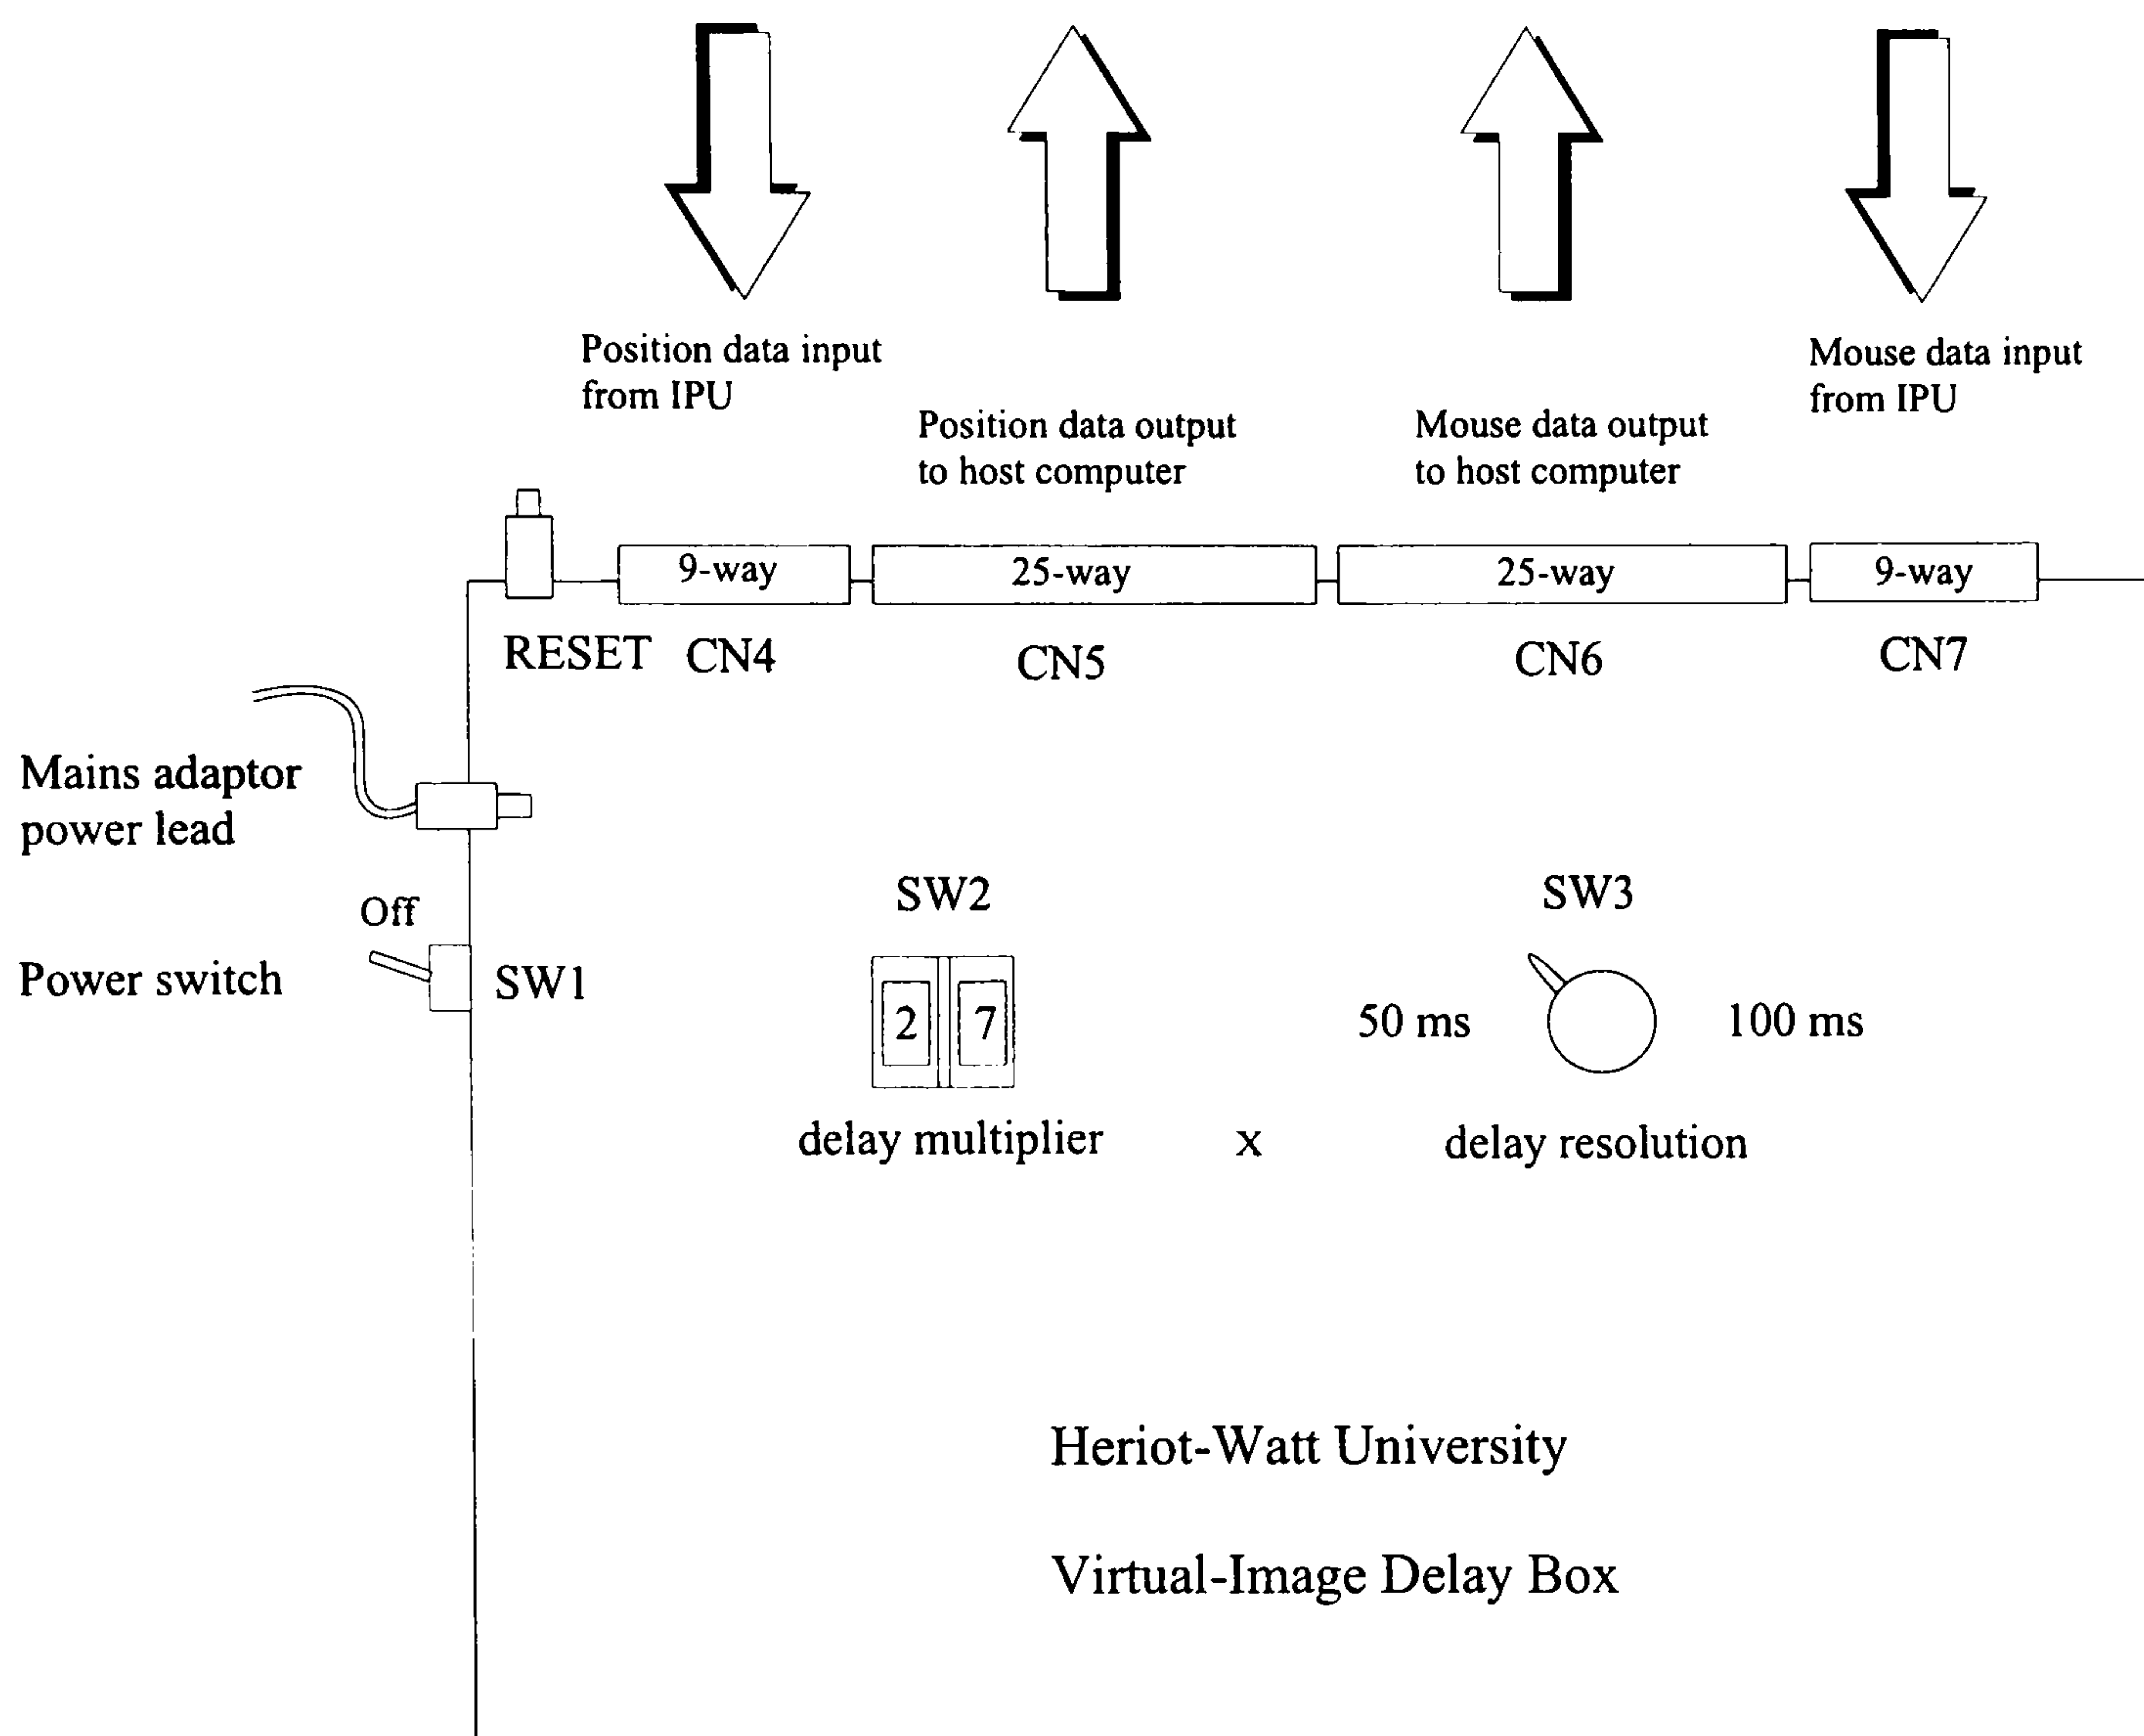 Position data input
from IPU
Position data output
to host computer
Mouse data output
to host computer
Mouse data input
from IPU
9-way
25-way
25-way
9-way
RESET
CN4
CN5
CN6
CN7
Mains adaptor
power lead
Off
Power switch
SW1
SW2
SW3
2 7
50 ms
100 ms
delay multiplier
x
delay resolution
Heriot-Watt University
Virtual-Image Delay Box